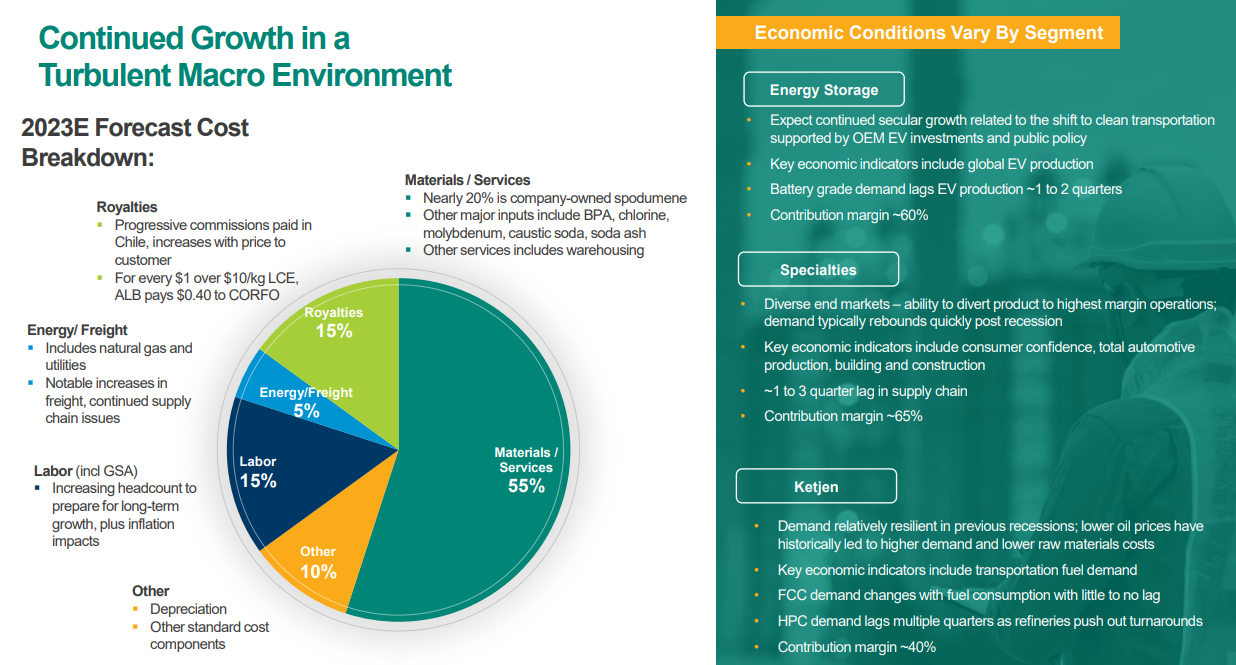 Continued Growth in a
Turbulent Macro Environment
2023E Forecast Cost
Breakdown:
Materials / Services
▪ Nearly 20% is company-owned spodumene
▪ Other major inputs include BPA, chlorine,
molybdenum, caustic soda, soda ash
▪ Other services includes warehousing
Royalties
▪ Progressive commissions paid in
Chile, increases with price to
customer
▪ For every $1 over $10/kg LCE,
ALB pays $0.40 to CORFO
Energy/ Freight
▪ Includes natural gas and
utilities
▪ Notable increases in
freight, continued supply
chain issues
Labor (incl GSA)
▪ Increasing headcount to
prepare for long-term
growth, plus inflation
impacts
Other
▪ Depreciation
▪ Other standard cost
components
Royalties
15%
Energy/Freight
5%
Labor
15%
Other
10%
Materials /
Services
55%
Economic Conditions Vary By Segment
Energy Storage
• Expect continued secular growth related to the shift to clean transportation
supported by OEM EV investments and public policy
• Key economic indicators include global EV production
• Battery grade demand lags EV production ~1 to 2 quarters
• Contribution margin ~60%
Specialties
• Diverse end markets – ability to divert product to highest margin operations;
demand typically rebounds quickly post recession
• Key economic indicators include consumer confidence, total automotive
production, building and construction
• ~1 to 3 quarter lag in supply chain
• Contribution margin ~65%
Ketjen
• Demand relatively resilient in previous recessions; lower oil prices have
historically led to higher demand and lower raw materials costs
• Key economic indicators include transportation fuel demand
• FCC demand changes with fuel consumption with little to no lag
• HPC demand lags multiple quarters as refineries push out turnarounds
• Contribution margin ~40%